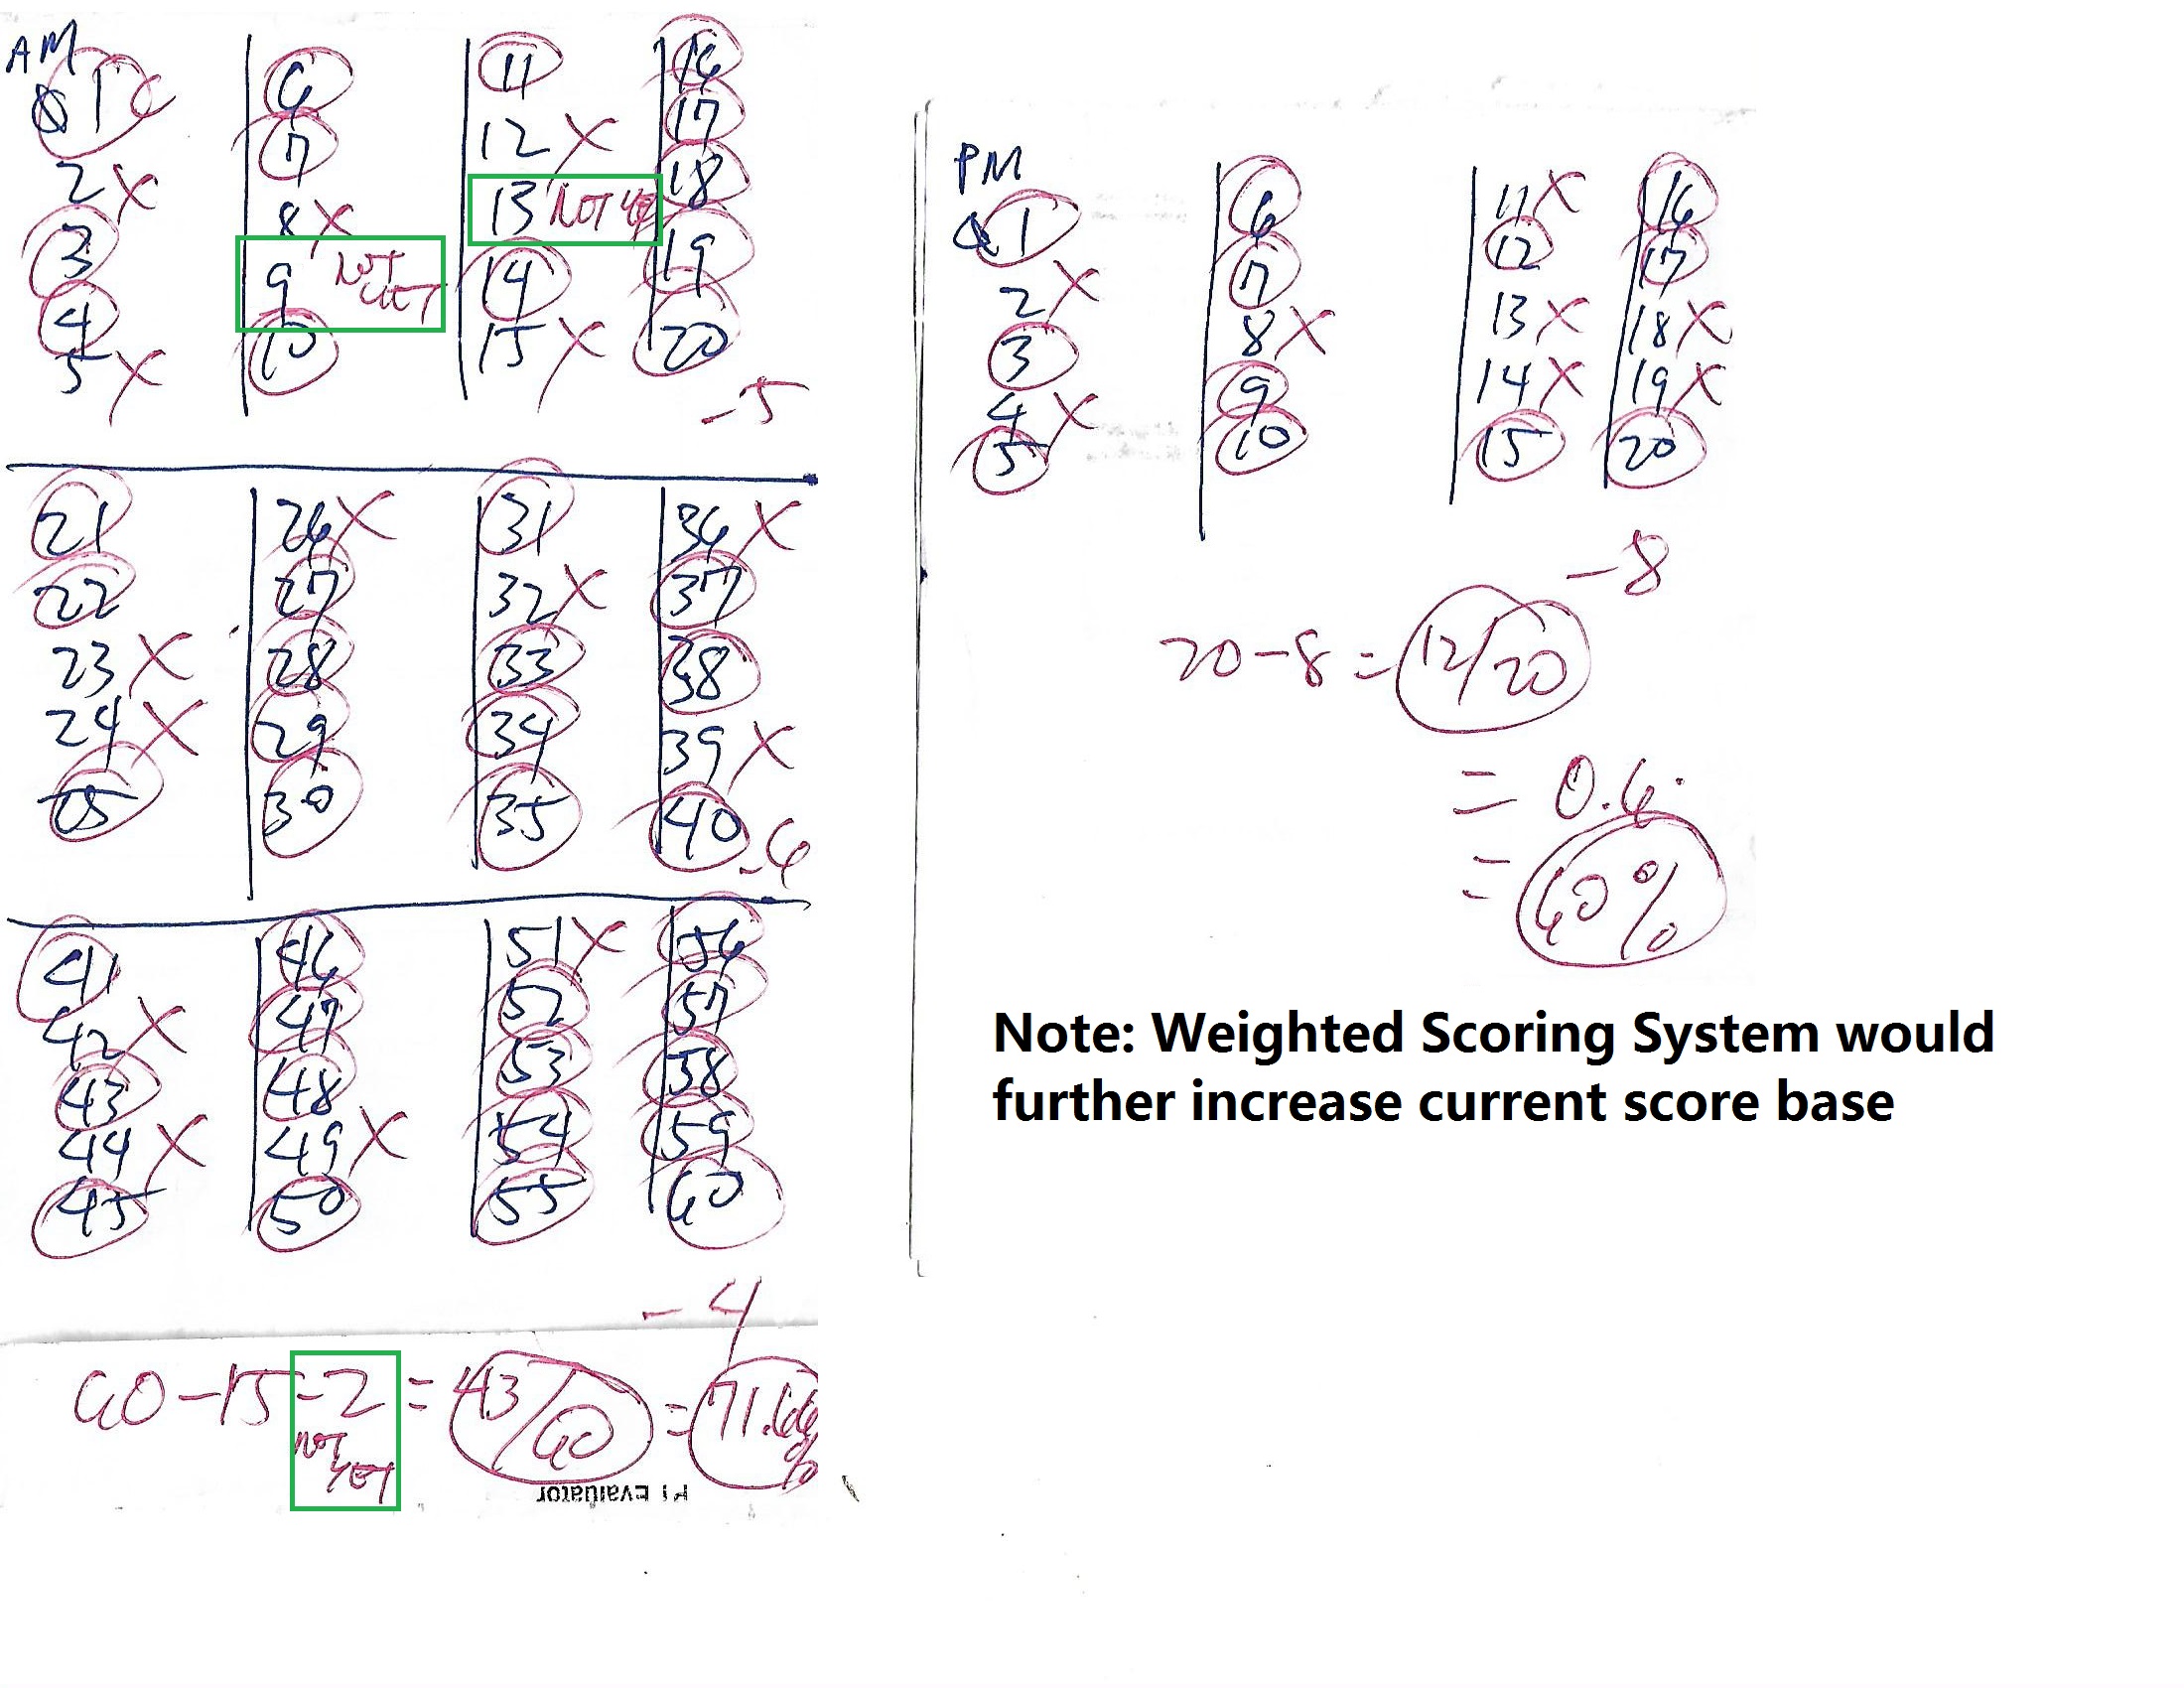 AM
Q1 C
2 X
3
4
5 X
6
7
8 X
9 NOT YET
10
11
12 X
13 NOT YET
14
15 X
16
17
18
19
20
-5
21
22
23 X
24 X
25
26 X
27
28
29
30
31
32 X
33
34
35
36 X
37
38
39 X
40
-6
41
42 X
43
44 X
45
46
47
48
49 X
50
51 X
52
53
54
55
56
57
58
59
60
-4
60-15-2 = 43/60 = 71.66%
NOT
YET
Evaluator
PM
Q1
2 X
3
4 X
5
6
7
8 X
9
10
11 X
12
13 X
14 X
15
16
17
18 X
19 X
20
-8
20-8 = 12/20
= 0.6
= 60%
Note: Weighted Scoring System would
further increase current score base